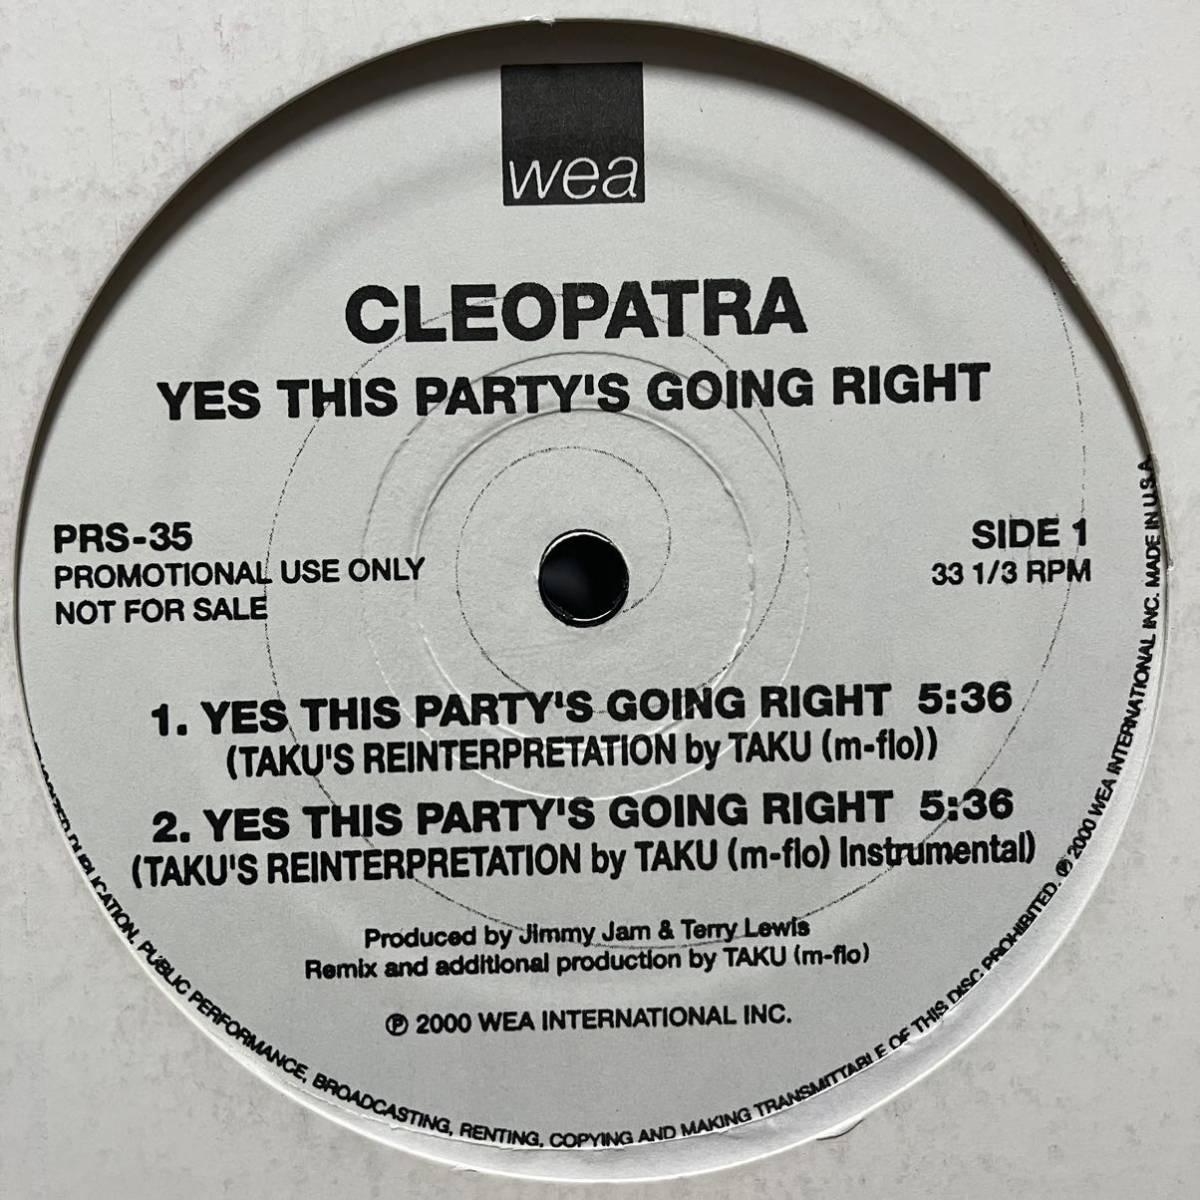 wea
CLEOPATRA
YES THIS PARTY'S GOING RIGHT
PRS-35
PROMOTIONAL USE ONLY
NOT FOR SALE
SIDE 1
33 1/3 RPM
1. YES THIS PARTY'S GOING RIGHT 5:36
(TAKU'S REINTERPRETATION by TAKU (m-flo))
2. YES THIS PARTY'S GOING RIGHT 5:36
(TAKU'S REINTERPRETATION by TAKU (m-flo) Instrumental)
Produced by Jimmy Jam & Terry Lewis
Remix and additional production by TAKU (m-flo)
℗ 2000 WEA INTERNATIONAL INC.
DUPLICATION, PUBLIC PERFORMANCE, BROADCASTING, RENTING, COPYING AND MAKING TRANSMITTABLE OF THIS DISC PROHIBITED. ℗ 2000 WEA INTERNATIONAL INC. MADE IN U.S.A.